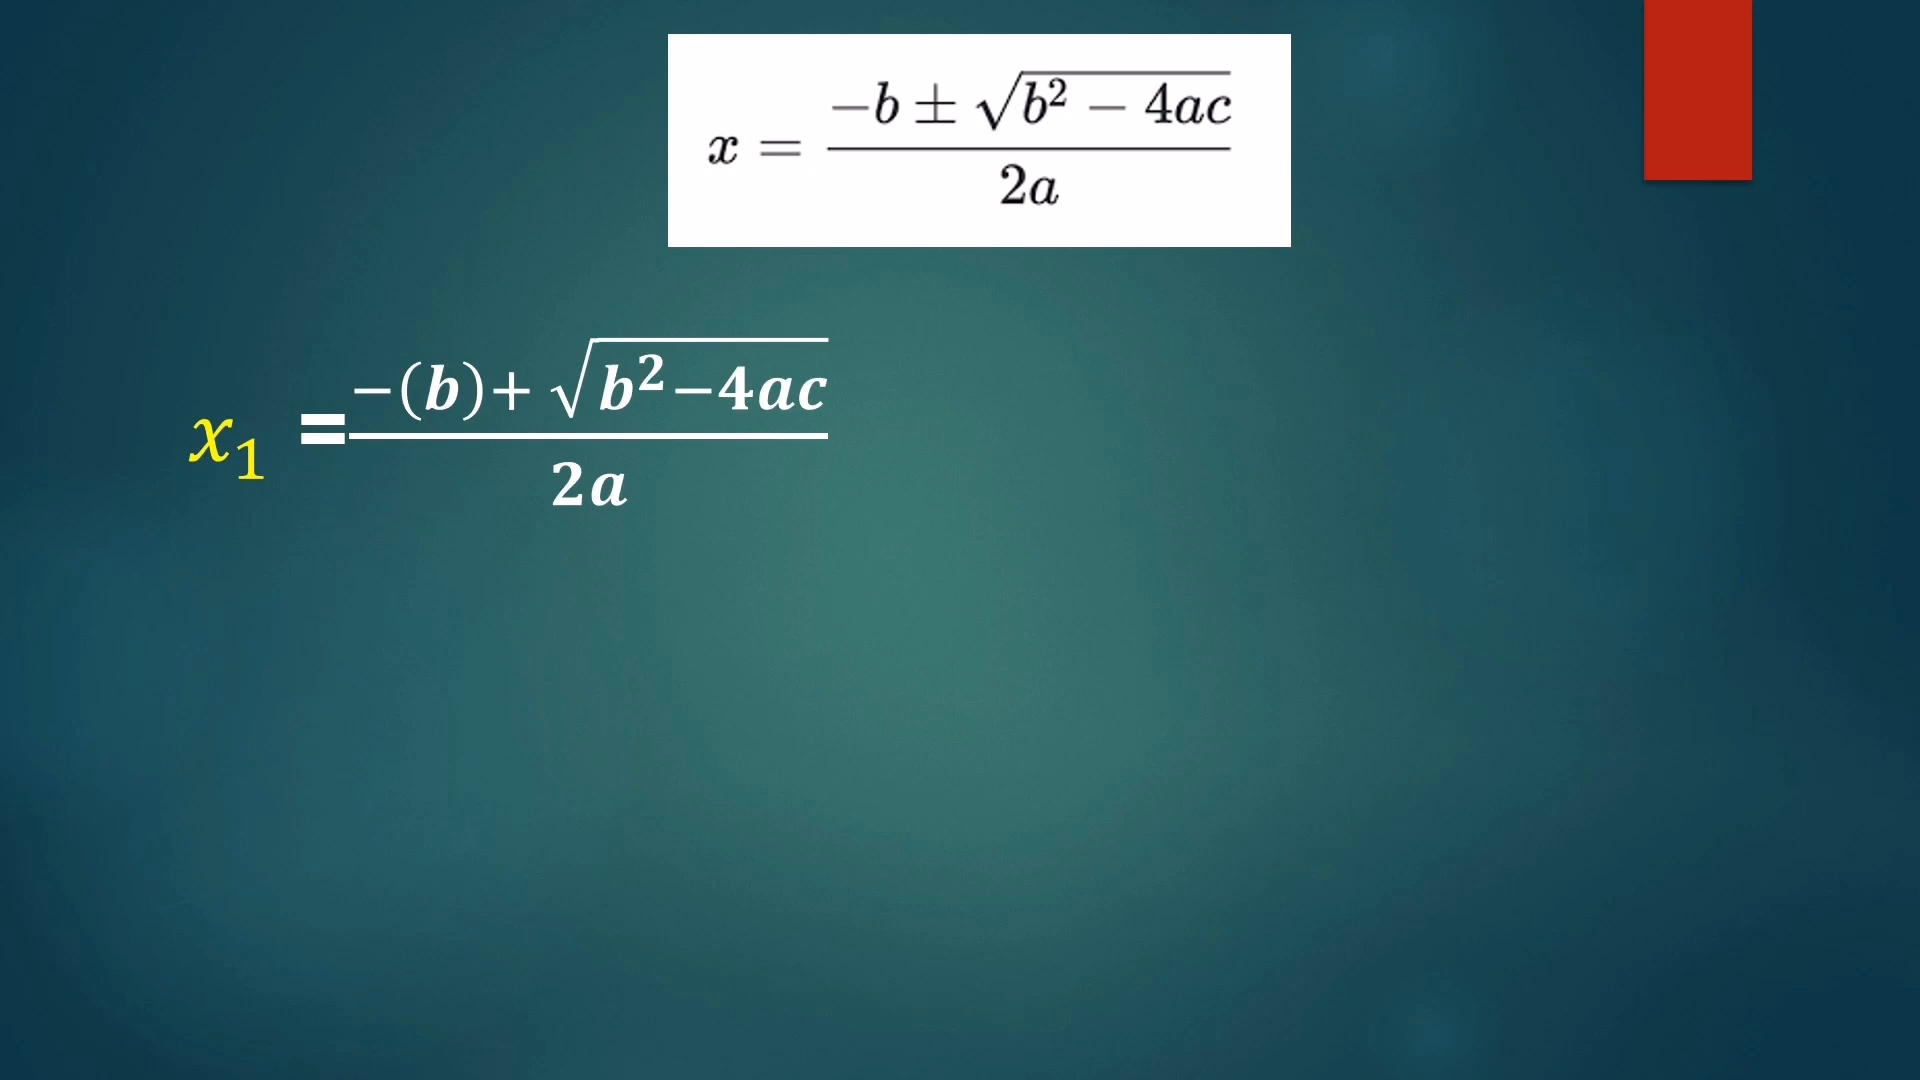 x = (−b ± √(b² − 4ac)) / 2a
x₁ = (−(b)+ √(b²−4ac)) / 2a